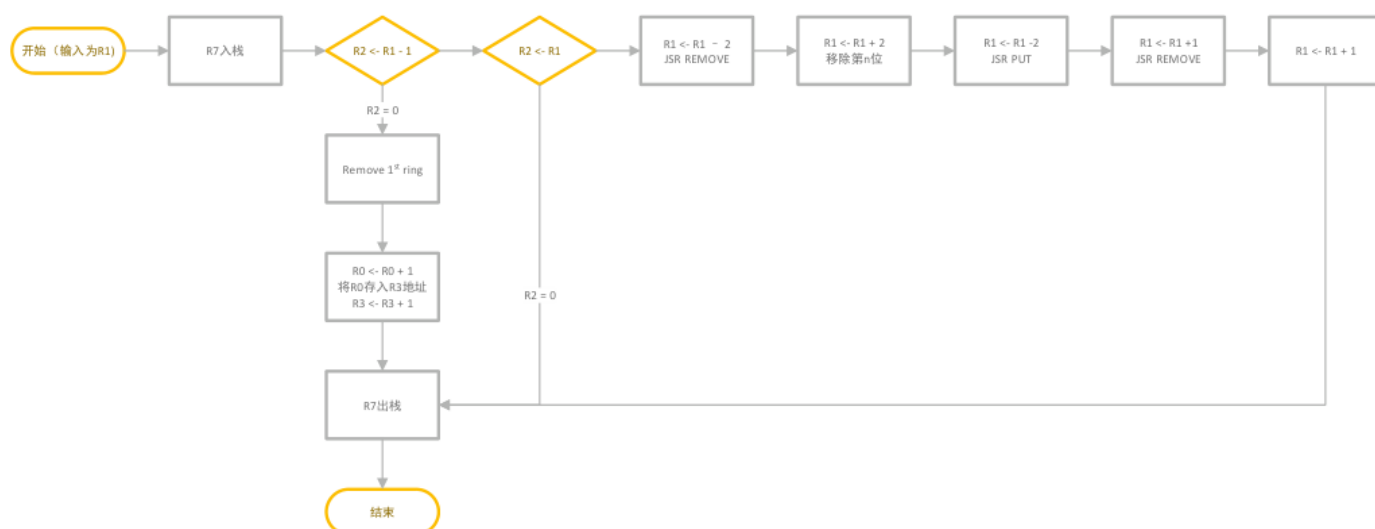 开始（输入为R1)
R7入栈
R2 <- R1 - 1
R2 <- R1
R1 <- R1 － 2
JSR REMOVE
R1 <- R1 + 2
移除第n位
R1 <- R1 -2
JSR PUT
R1 <- R1 +1
JSR REMOVE
R1 <- R1 + 1
R2 = 0
Remove 1st ring
R0 <- R0 + 1
将R0存入R3地址
R3 <- R3 + 1
R2 = 0
R7出栈
结束